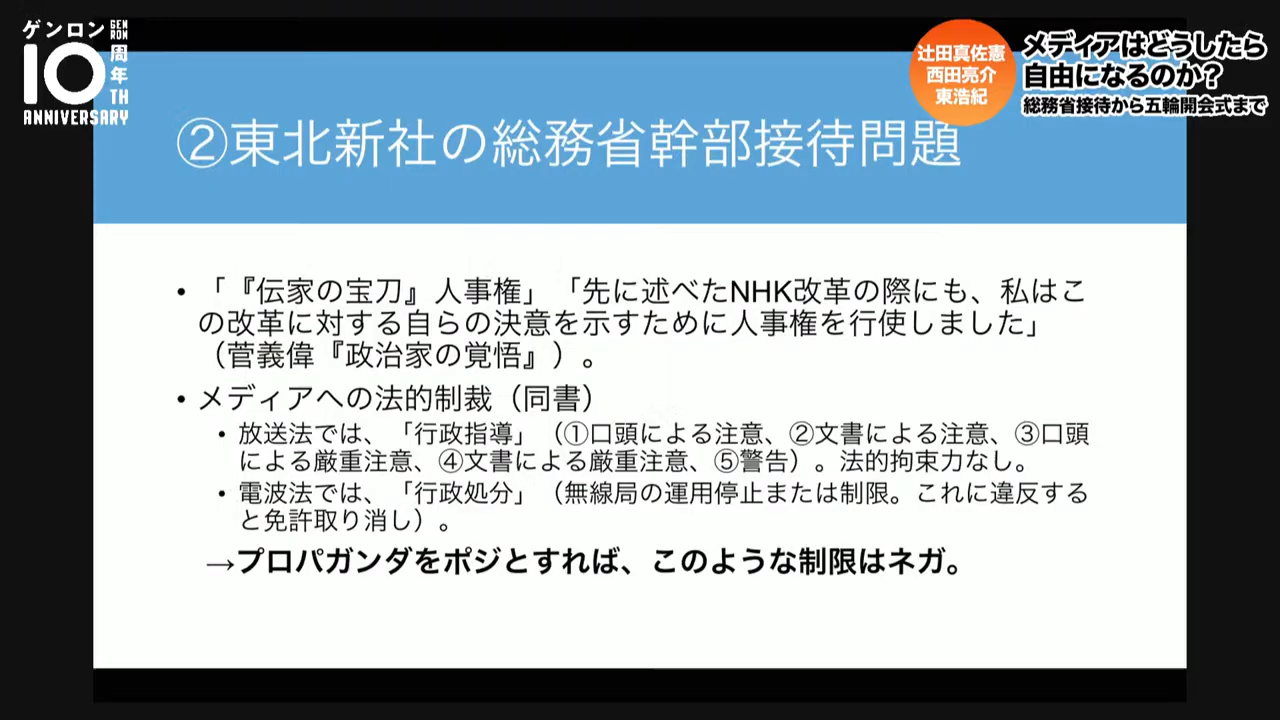 ゲンロン
GEN
RON
10
周
年
TH
ANNIVERSARY
辻田真佐憲
西田亮介
東浩紀
メディアはどうしたら
自由になるのか?
総務省接待から五輪開会式まで
②東北新社の総務省幹部接待問題
• 「『伝家の宝刀』人事権」「先に述べたNHK改革の際にも、私はこ
の改革に対する自らの決意を示すために人事権を行使しました」
（菅義偉『政治家の覚悟』）。
• メディアへの法的制裁（同書）
• 放送法では、「行政指導」（①口頭による注意、②文書による注意、③口頭
による厳重注意、④文書による厳重注意、⑤警告）。法的拘束力なし。
• 電波法では、「行政処分」（無線局の運用停止または制限。これに違反する
と免許取り消し）。
→プロパガンダをポジとすれば、このような制限はネガ。